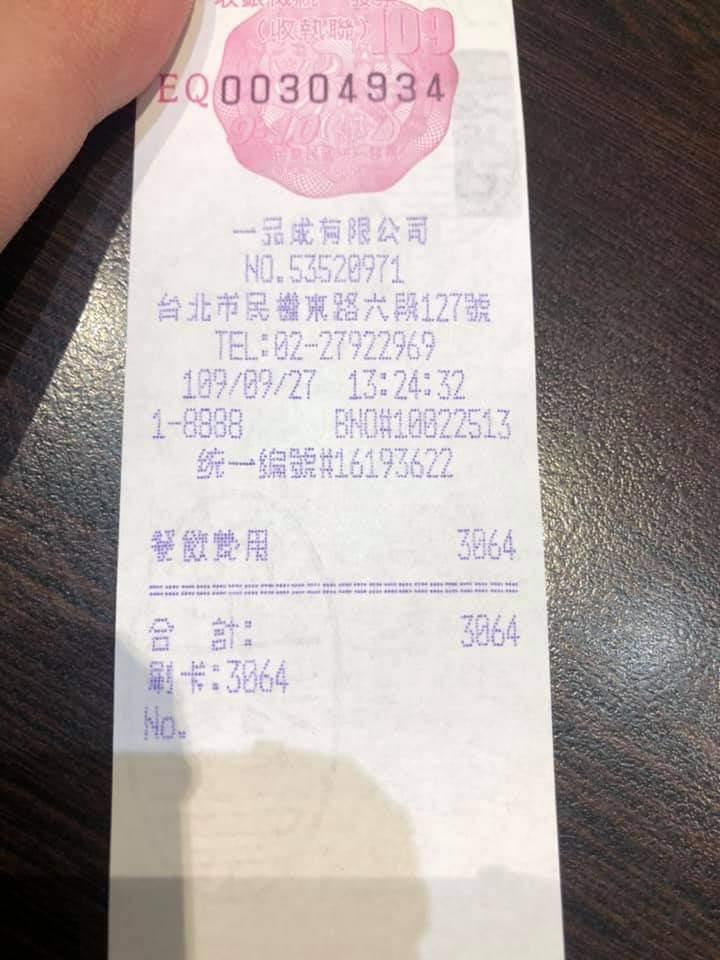 (收執聯) 109
EQ00304934
一品成有限公司
NO.53520971
台北市民權東路六段127號
TEL:02-27922969
109/09/27 13:24:32
1-8888 BNO#10022513
統一編號#16193622
餐飲費用 3064
合 計: 3064
刷卡:3064
No.